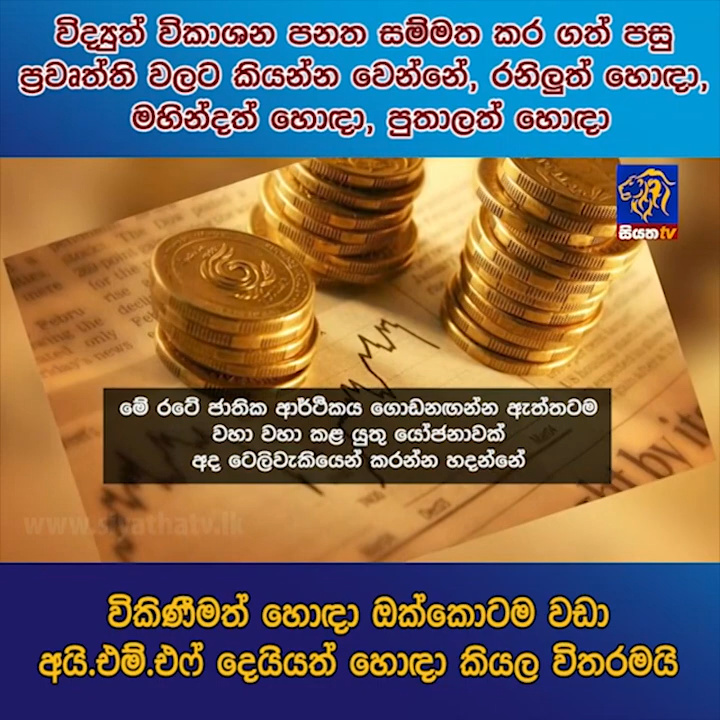 විද්‍යුත් විකාශන පනත සම්මත කර ගත් පසු
ප්‍රවෘත්ති වලට කියන්න වෙන්නේ, රනිලුත් හොඳා,
මහින්දත් හොඳා, පුතාලත් හොඳා
සියත tv
මේ රටේ ජාතික ආර්ථිකය ගොඩනඟන්න ඇත්තටම
වහා වහා කළ යුතු යෝජනාවක්
අද ටෙලිවැකියෙන් කරන්න හදන්නේ
www.siyathatv.lk
විකිණීමත් හොඳා ඔක්කොටම වඩා
අයි.එම්.එෆ් දෙයියත් හොඳා කියල විතරමයි